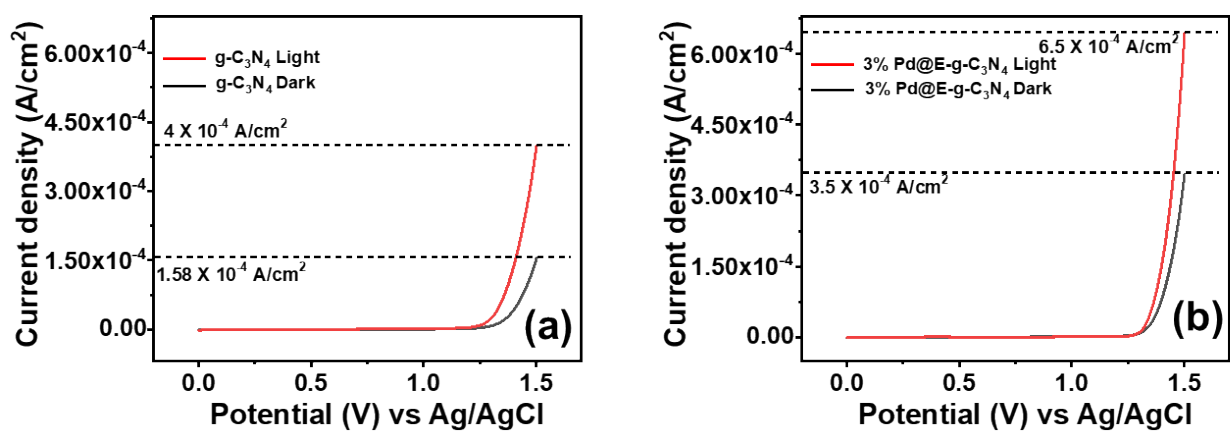 Current density (A/cm²)
6.00x10⁻⁴
4.50x10⁻⁴
3.00x10⁻⁴
1.50x10⁻⁴
0.00
g-C₃N₄ Light
g-C₃N₄ Dark
4 X 10⁻⁴ A/cm²
1.58 X 10⁻⁴ A/cm²
(a)
0.0 0.5 1.0 1.5
Potential (V) vs Ag/AgCl
Current density (A/cm²)
6.00x10⁻⁴
4.50x10⁻⁴
3.00x10⁻⁴
1.50x10⁻⁴
0.00
6.5 X 10⁻⁴ A/cm²
3% Pd@E-g-C₃N₄ Light
3% Pd@E-g-C₃N₄ Dark
3.5 X 10⁻⁴ A/cm²
(b)
0.0 0.5 1.0 1.5
Potential (V) vs Ag/AgCl